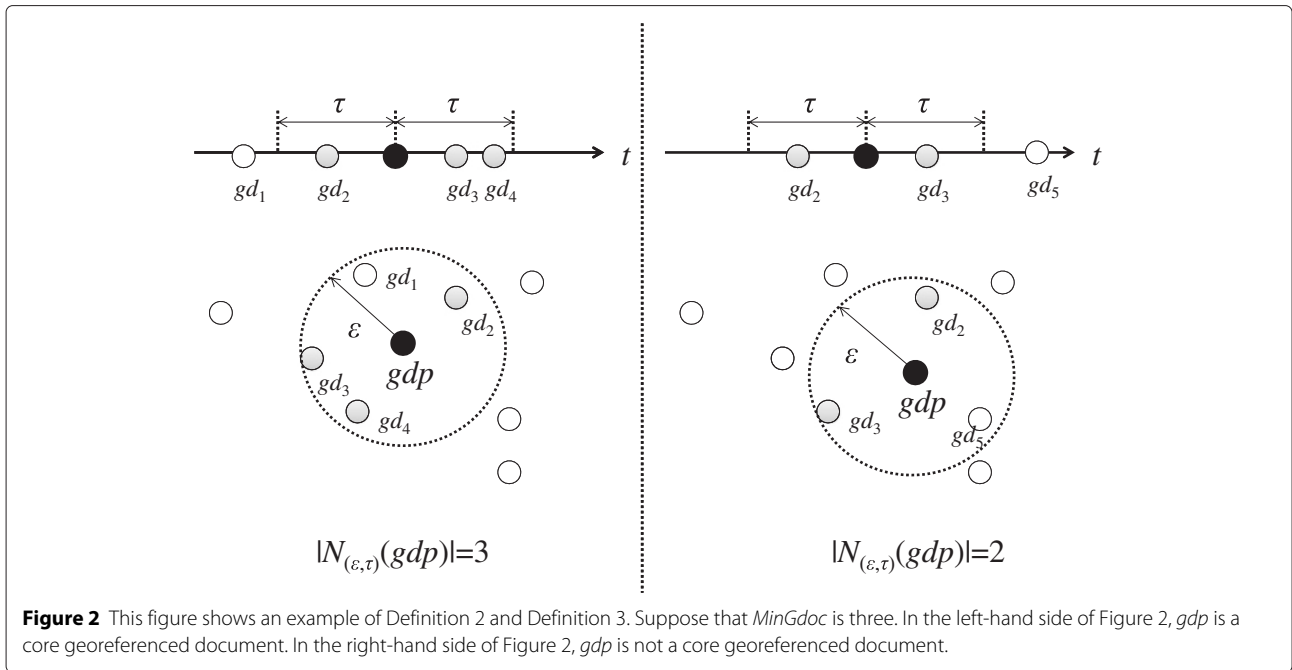 τ τ
t
gd₁ gd₂ gd₃ gd₄
gd₁
gd₂
ε
gdp
gd₃
gd₄
|N₍ε,τ₎(gdp)|=3
τ τ
t
gd₂ gd₃ gd₅
gd₂
ε
gdp
gd₃
gd₅
|N₍ε,τ₎(gdp)|=2
Figure 2 This figure shows an example of Definition 2 and Definition 3. Suppose that MinGdoc is three. In the left-hand side of Figure 2, gdp is a
core georeferenced document. In the right-hand side of Figure 2, gdp is not a core georeferenced document.